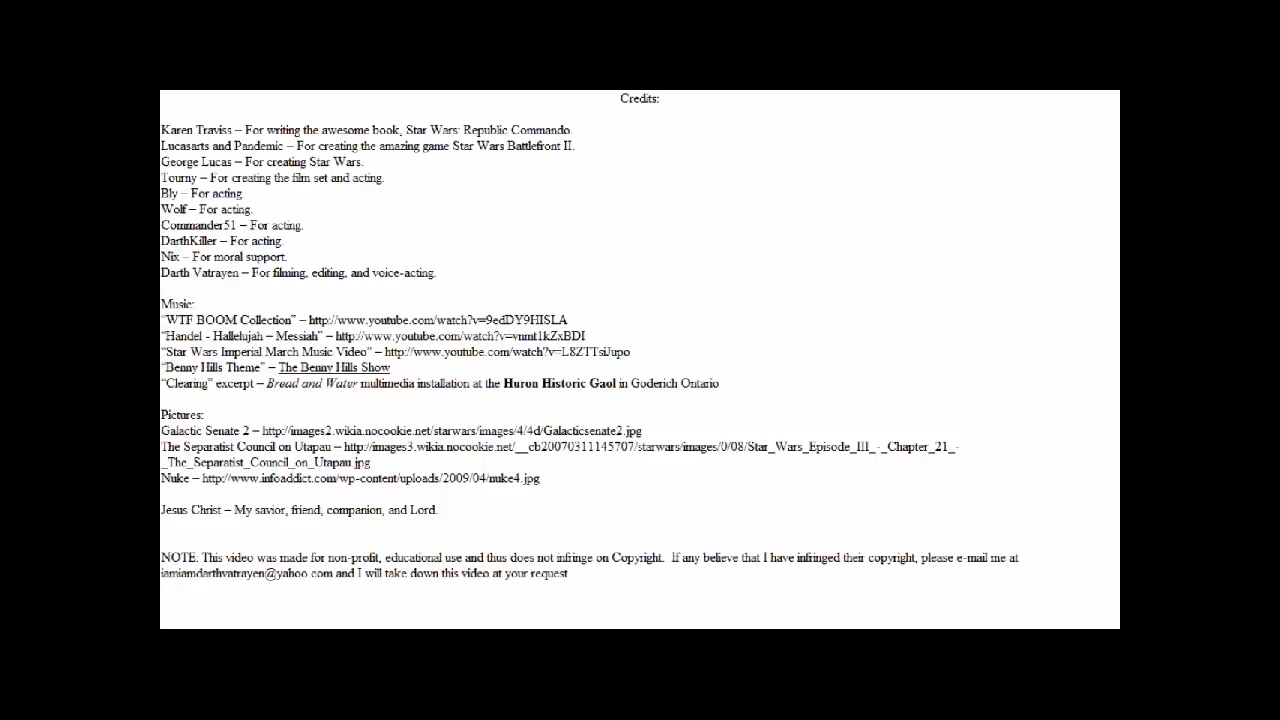 Credits:
Karen Traviss – For writing the awesome book, Star Wars: Republic Commando.
Lucasarts and Pandemic – For creating the amazing game Star Wars Battlefront II.
George Lucas – For creating Star Wars.
Tourny – For creating the film set and acting.
Bly – For acting.
Wolf – For acting.
Commander51 – For acting.
DarthKiller – For acting.
Nix – For moral support.
Darth Vatrayen – For filming, editing, and voice-acting.
Music:
“WTF BOOM Collection” – http://www.youtube.com/watch?v=9edDY9HISLA
“Handel - Hallelujah – Messiah” – http://www.youtube.com/watch?v=vnmt1kZxBDI
“Star Wars Imperial March Music Video” – http://www.youtube.com/watch?v=L8ZTTsiJupo
“Benny Hills Theme” – The Benny Hills Show
“Clearing” excerpt – Bread and Water multimedia installation at the Huron Historic Gaol in Goderich Ontario
Pictures:
Galactic Senate 2 – http://images2.wikia.nocookie.net/starwars/images/4/4d/Galacticsenate2.jpg
The Separatist Council on Utapau – http://images3.wikia.nocookie.net/__cb20070311145707/starwars/images/0/08/Star_Wars_Episode_III_-_Chapter_21_-
_The_Separatist_Council_on_Utapau.jpg
Nuke – http://www.infoaddict.com/wp-content/uploads/2009/04/nuke4.jpg
Jesus Christ – My savior, friend, companion, and Lord.
NOTE: This video was made for non-profit, educational use and thus does not infringe on Copyright.  If any believe that I have infringed their copyright, please e-mail me at
iamiamdarthvatrayen@yahoo.com and I will take down this video at your request.